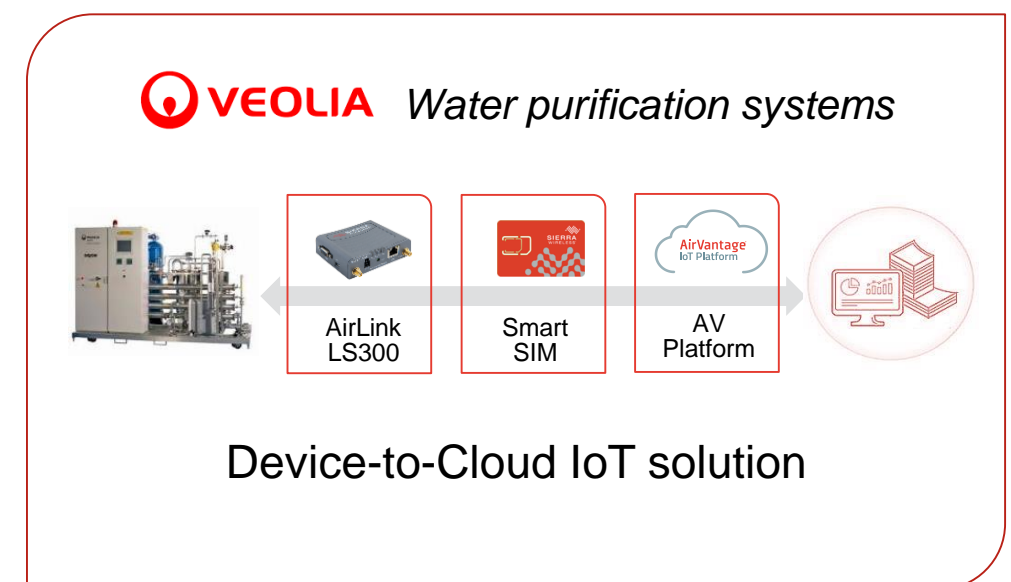 VEOLIA Water purification systems
SIERRA
WIRELESS
AirVantage
IoT Platform
AirLink
LS300
Smart
SIM
AV
Platform
Device-to-Cloud IoT solution